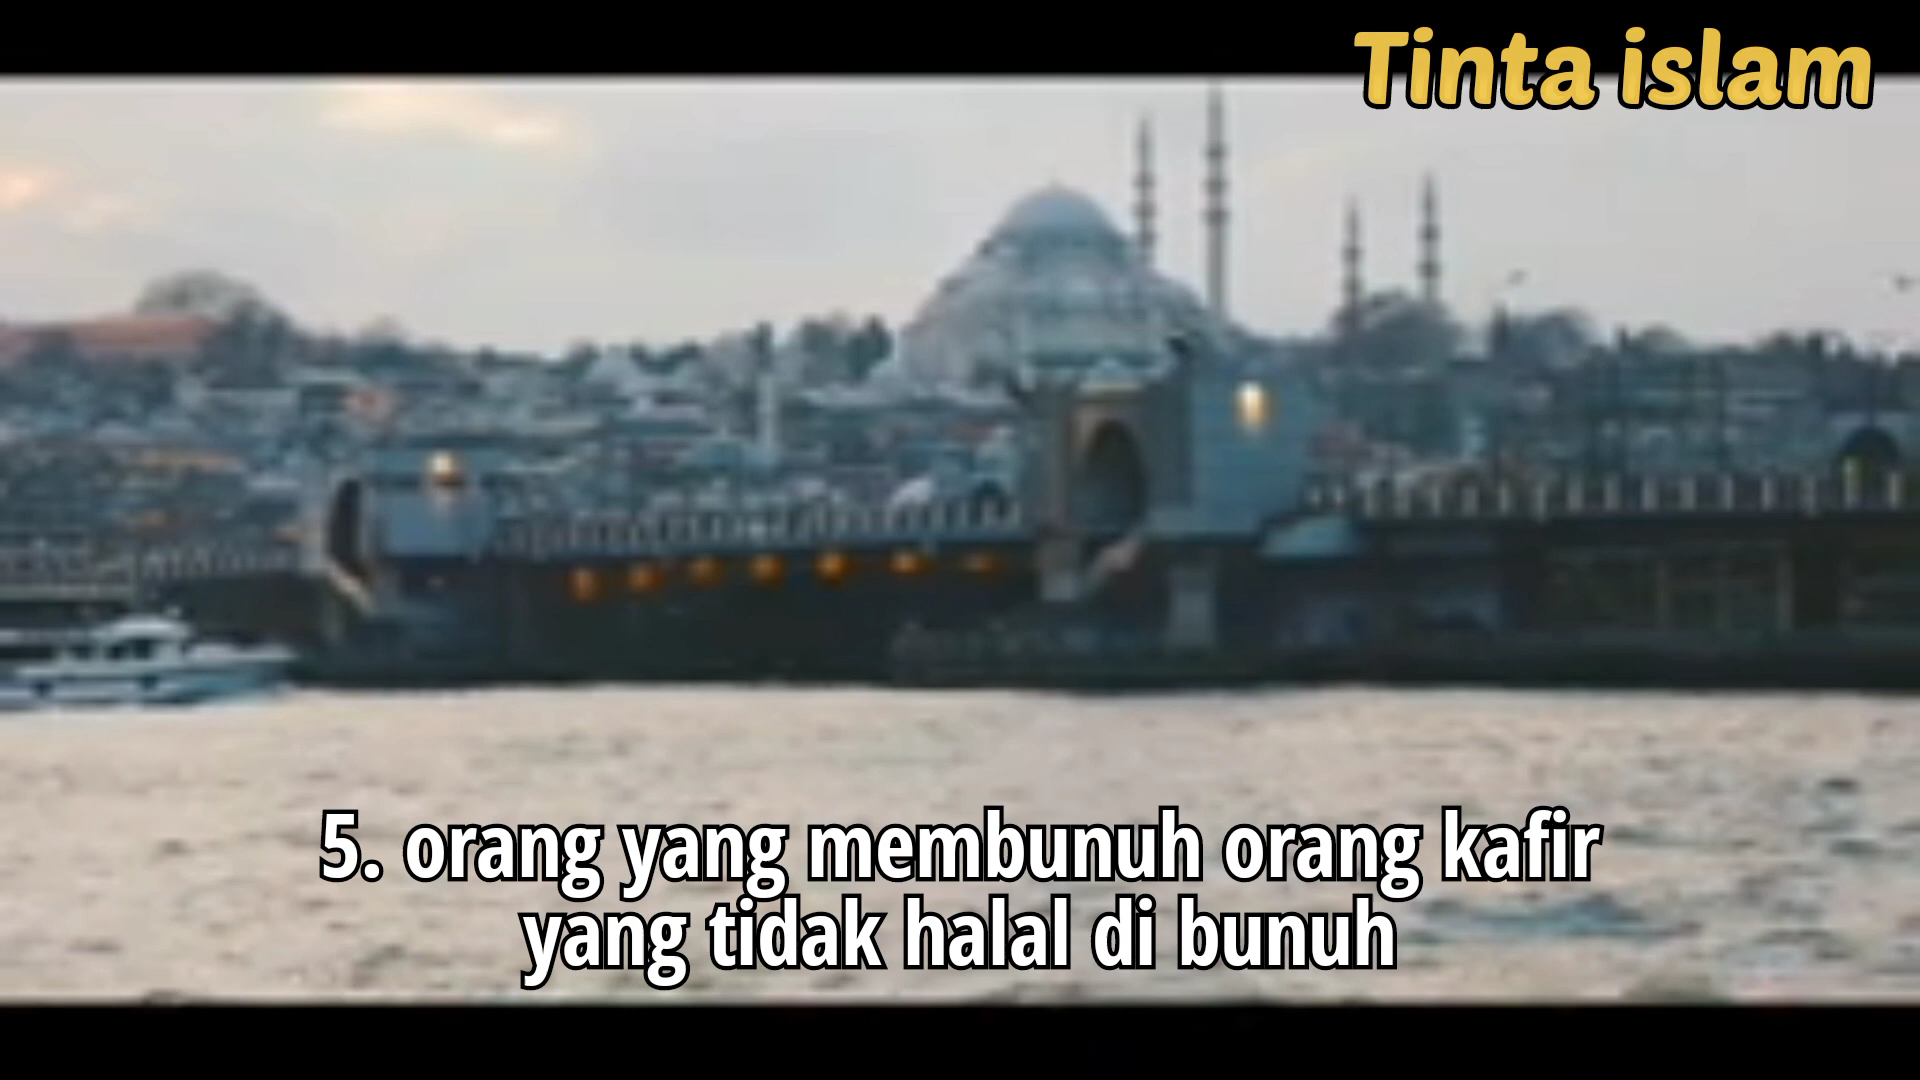 Tinta islam
5. orang yang membunuh orang kafir
yang tidak halal di bunuh